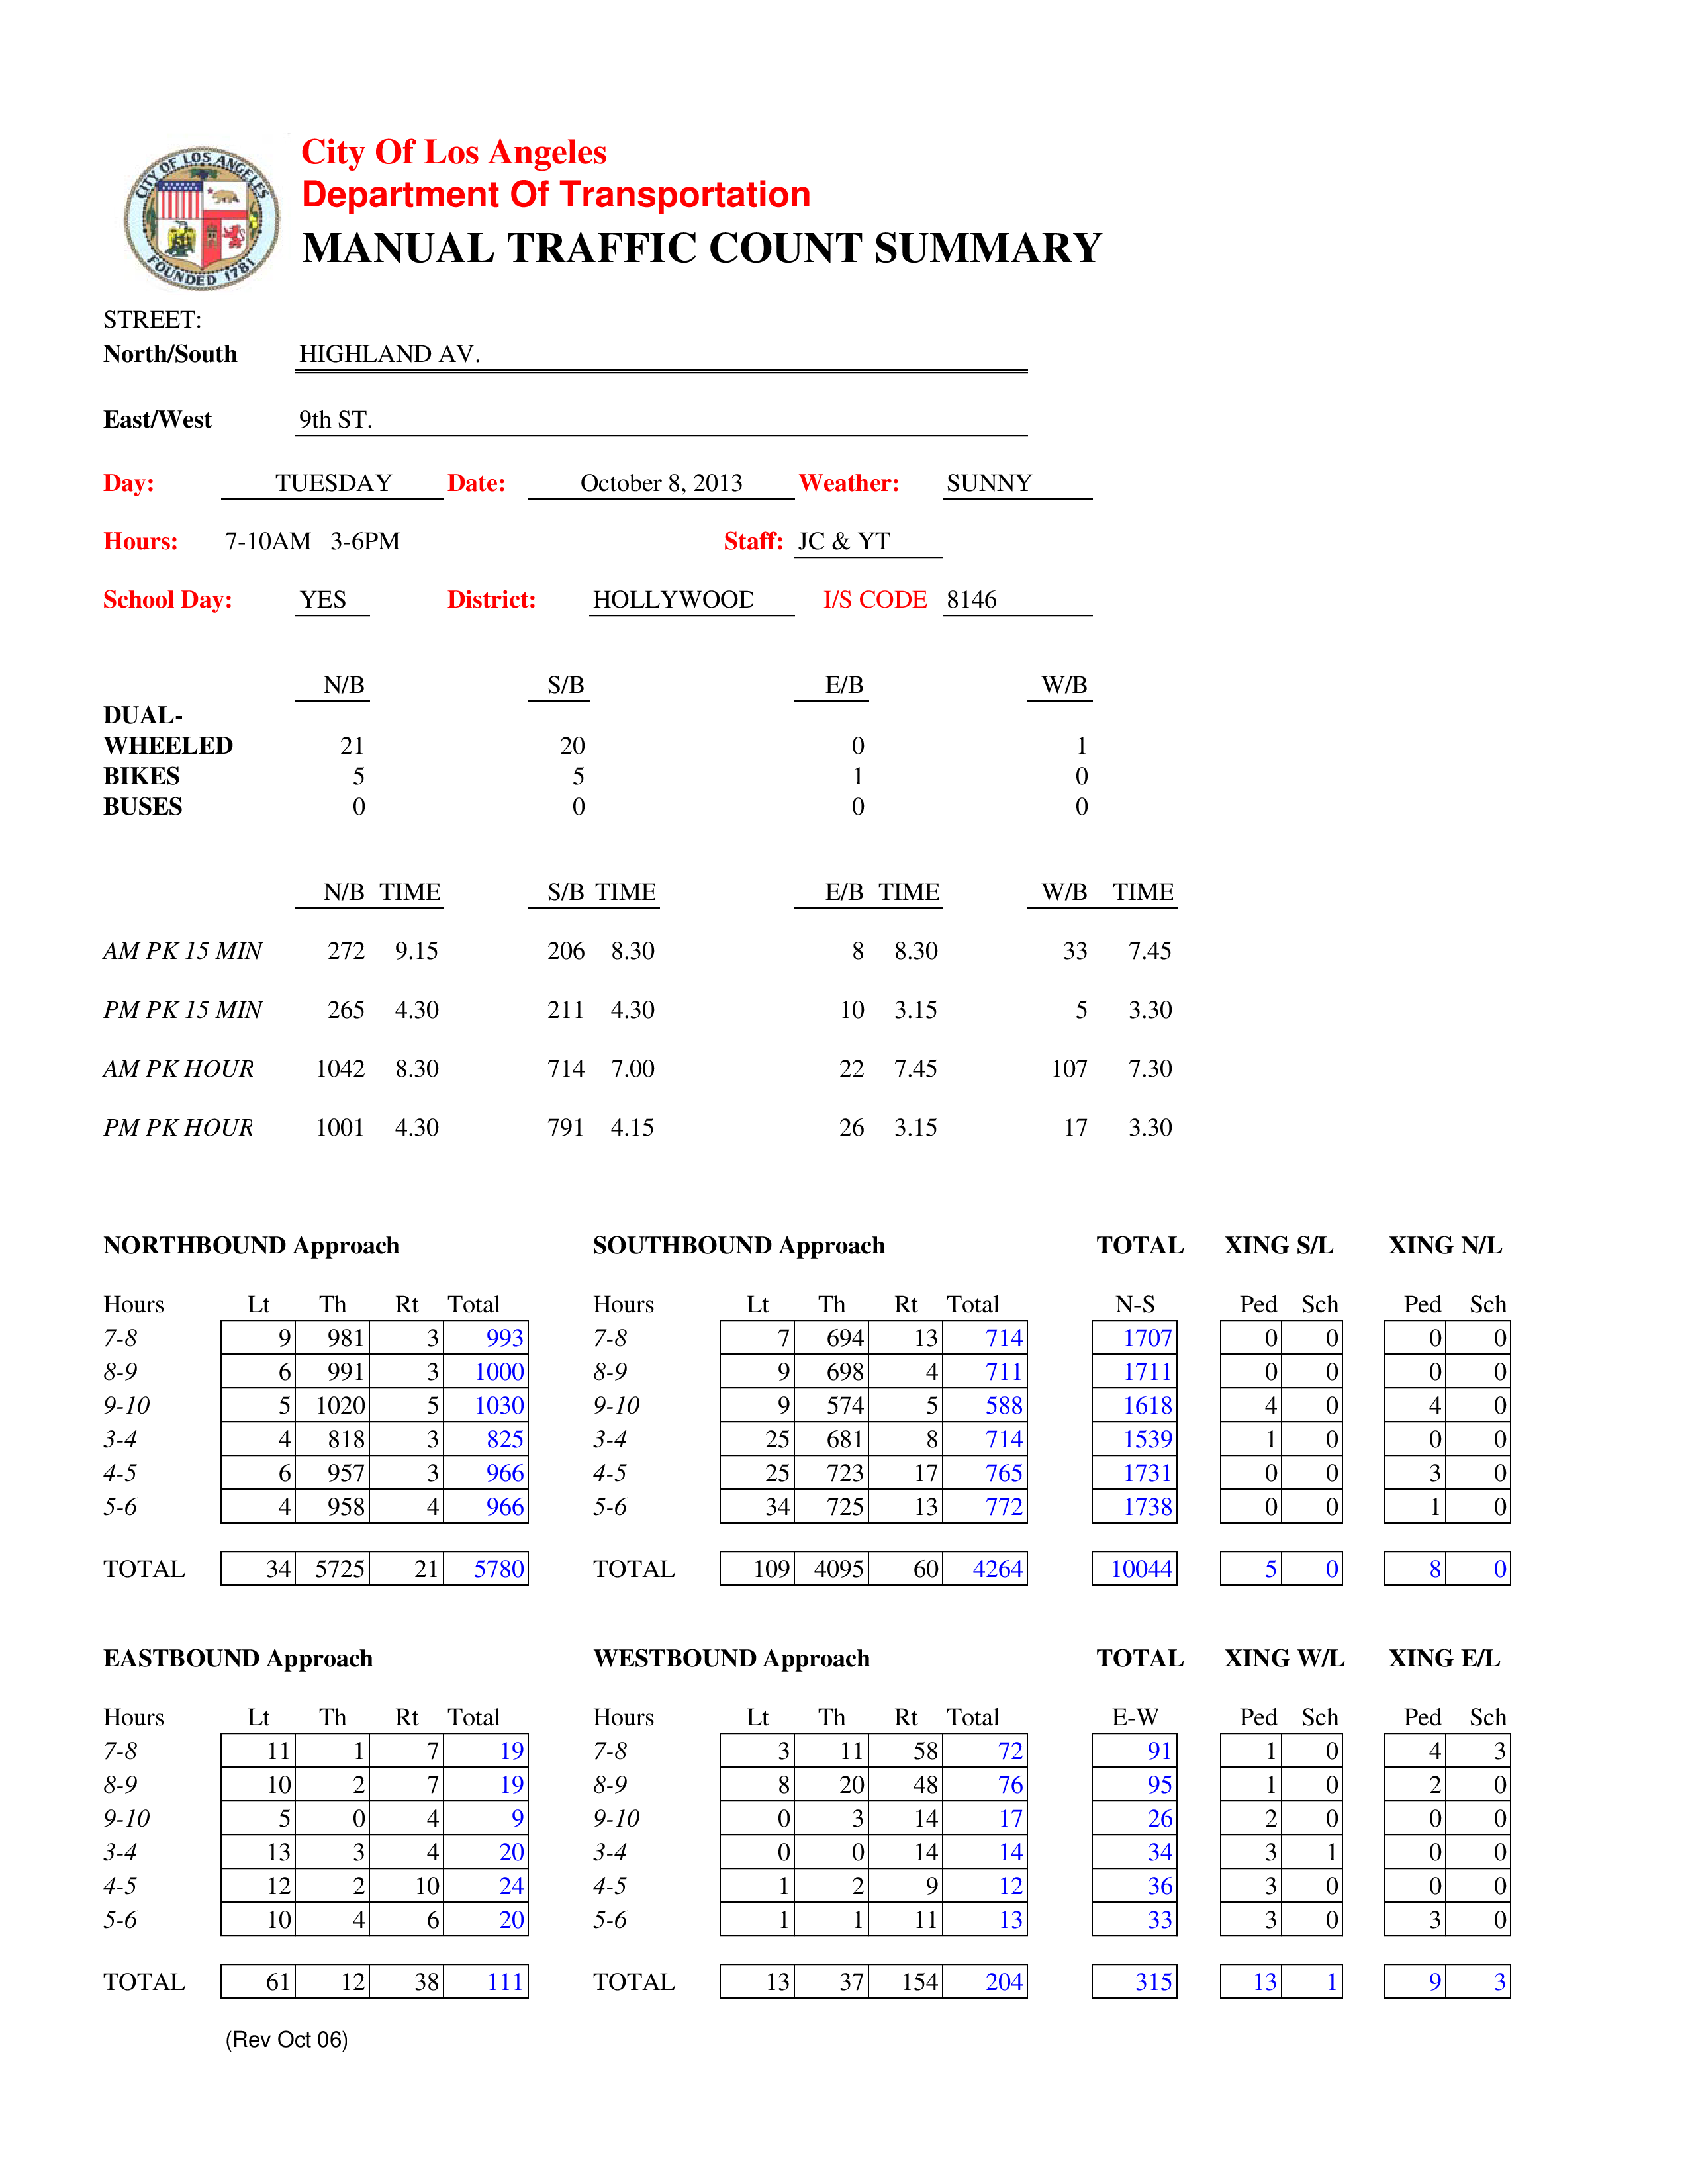 CITY OF LOS ANGELES
FOUNDED 1781
City Of Los Angeles
Department Of Transportation
MANUAL TRAFFIC COUNT SUMMARY
STREET:
North/South HIGHLAND AV.
East/West 9th ST.
Day: TUESDAY Date: October 8, 2013 Weather: SUNNY
Hours: 7-10AM 3-6PM Staff: JC & YT
School Day: YES District: HOLLYWOOD I/S CODE 8146
N/B S/B E/B W/B
DUAL-
WHEELED 21 20 0 1
BIKES 5 5 1 0
BUSES 0 0 0 0
N/B TIME S/B TIME E/B TIME W/B TIME
AM PK 15 MIN 272 9.15 206 8.30 8 8.30 33 7.45
PM PK 15 MIN 265 4.30 211 4.30 10 3.15 5 3.30
AM PK HOUR 1042 8.30 714 7.00 22 7.45 107 7.30
PM PK HOUR 1001 4.30 791 4.15 26 3.15 17 3.30
NORTHBOUND Approach SOUTHBOUND Approach TOTAL XING S/L XING N/L
Hours Lt Th Rt Total Hours Lt Th Rt Total N-S Ped Sch Ped Sch
7-8 9 981 3 993 7-8 7 694 13 714 1707 0 0 0 0
8-9 6 991 3 1000 8-9 9 698 4 711 1711 0 0 0 0
9-10 5 1020 5 1030 9-10 9 574 5 588 1618 4 0 4 0
3-4 4 818 3 825 3-4 25 681 8 714 1539 1 0 0 0
4-5 6 957 3 966 4-5 25 723 17 765 1731 0 0 3 0
5-6 4 958 4 966 5-6 34 725 13 772 1738 0 0 1 0
TOTAL 34 5725 21 5780 TOTAL 109 4095 60 4264 10044 5 0 8 0
EASTBOUND Approach WESTBOUND Approach TOTAL XING W/L XING E/L
Hours Lt Th Rt Total Hours Lt Th Rt Total E-W Ped Sch Ped Sch
7-8 11 1 7 19 7-8 3 11 58 72 91 1 0 4 3
8-9 10 2 7 19 8-9 8 20 48 76 95 1 0 2 0
9-10 5 0 4 9 9-10 0 3 14 17 26 2 0 0 0
3-4 13 3 4 20 3-4 0 0 14 14 34 3 1 0 0
4-5 12 2 10 24 4-5 1 2 9 12 36 3 0 0 0
5-6 10 4 6 20 5-6 1 1 11 13 33 3 0 3 0
TOTAL 61 12 38 111 TOTAL 13 37 154 204 315 13 1 9 3
(Rev Oct 06)